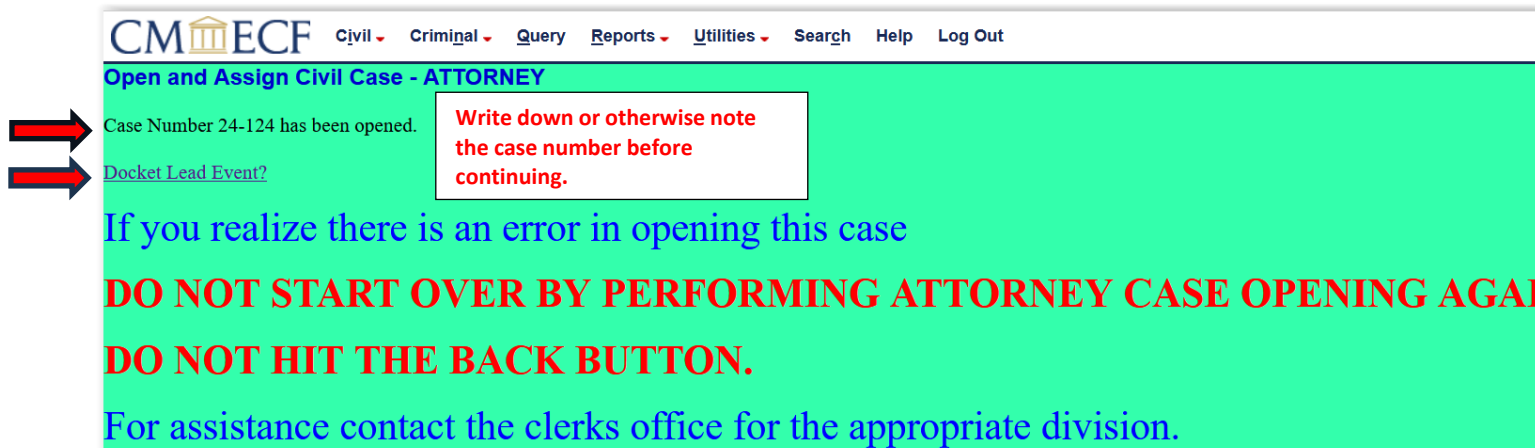 CM ECF Civil Criminal Query Reports Utilities Search Help Log Out
Open and Assign Civil Case - ATTORNEY
Case Number 24-124 has been opened.
Write down or otherwise note
the case number before
continuing.
Docket Lead Event?
If you realize there is an error in opening this case
DO NOT START OVER BY PERFORMING ATTORNEY CASE OPENING
DO NOT HIT THE BACK BUTTON.
For assistance contact the clerks office for the appropriate division.